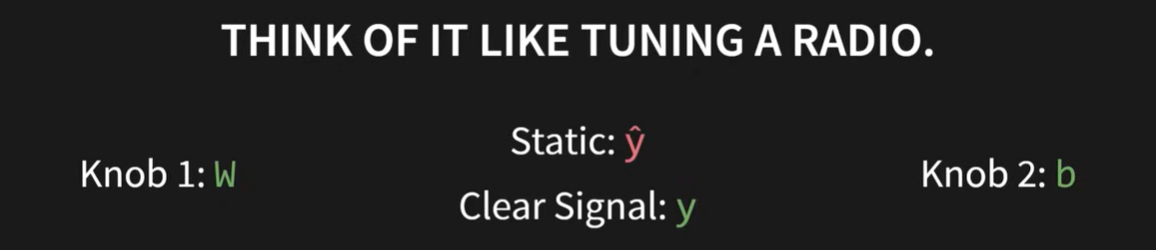 THINK OF IT LIKE TUNING A RADIO.
Static: ŷ
Knob 1: W
Knob 2: b
Clear Signal: y